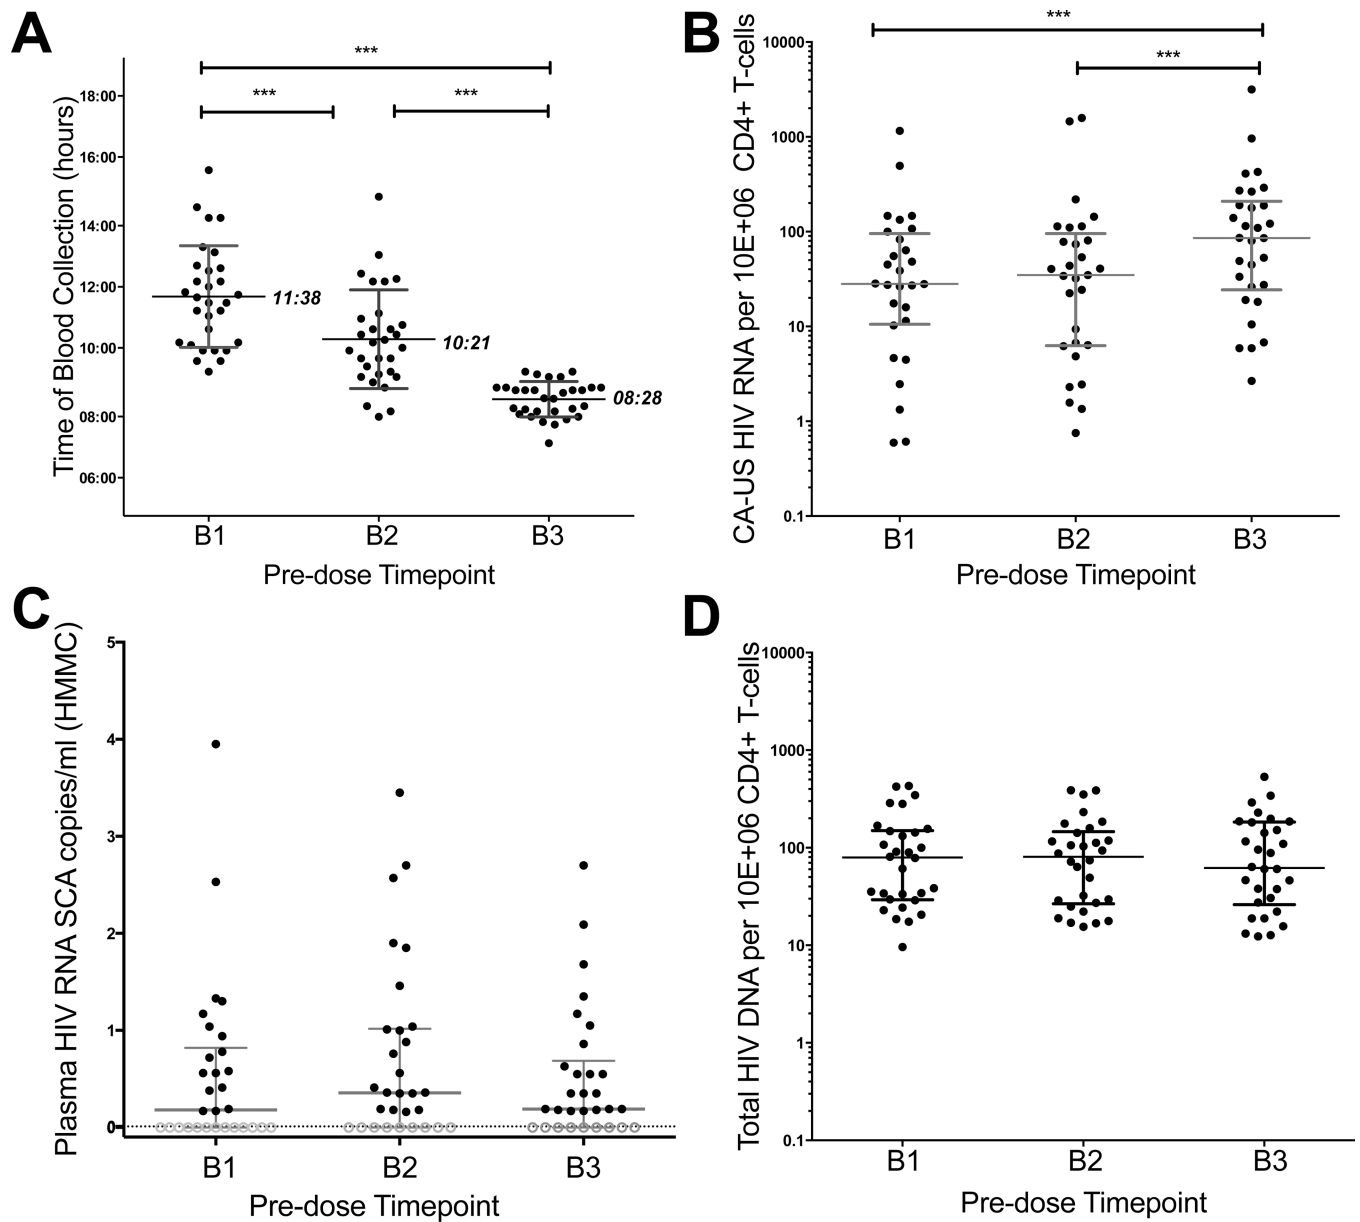 A
Time of Blood Collection (hours)
18:00
16:00
14:00
12:00
10:00
08:00
06:00
***
***
***
11:38
10:21
08:28
B1
B2
B3
Pre-dose Timepoint
B
CA-US HIV RNA per 10E+06 CD4+ T-cells
10000
1000
100
10
1
0.1
***
***
B1
B2
B3
Pre-dose Timepoint
C
Plasma HIV RNA SCA copies/ml (HMMC)
5
4
3
2
1
0
B1
B2
B3
Pre-dose Timepoint
D
Total HIV DNA per 10E+06 CD4+ T-cells
10000
1000
100
10
1
0.1
B1
B2
B3
Pre-dose Timepoint